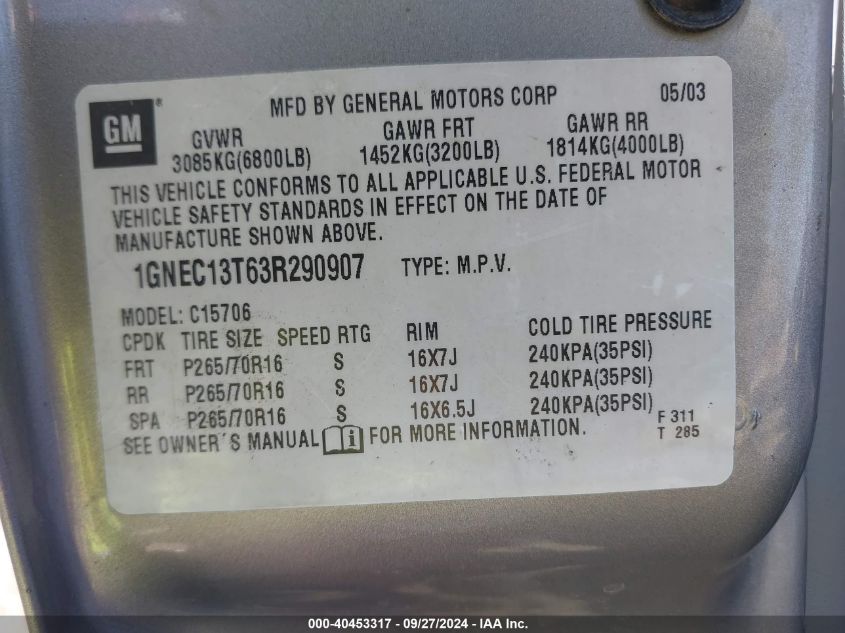 GM®
MFD BY GENERAL MOTORS CORP 05/03
GVWR GAWR FRT GAWR RR
3085KG(6800LB) 1452KG(3200LB) 1814KG(4000LB)
THIS VEHICLE CONFORMS TO ALL APPLICABLE U.S. FEDERAL MOTOR
VEHICLE SAFETY STANDARDS IN EFFECT ON THE DATE OF
MANUFACTURE SHOWN ABOVE.
1GNEC13T63R290907 TYPE: M.P.V.
MODEL: C15706
CPDK TIRE SIZE SPEED RTG RIM COLD TIRE PRESSURE
FRT P265/70R16 S 16X7J 240KPA(35PSI)
RR P265/70R16 S 16X7J 240KPA(35PSI)
SPA P265/70R16 S 16X6.5J 240KPA(35PSI)
SEE OWNER´S MANUAL i FOR MORE INFORMATION.
F 311
T 285
000-40453317 - 09/27/2024 - IAA Inc.